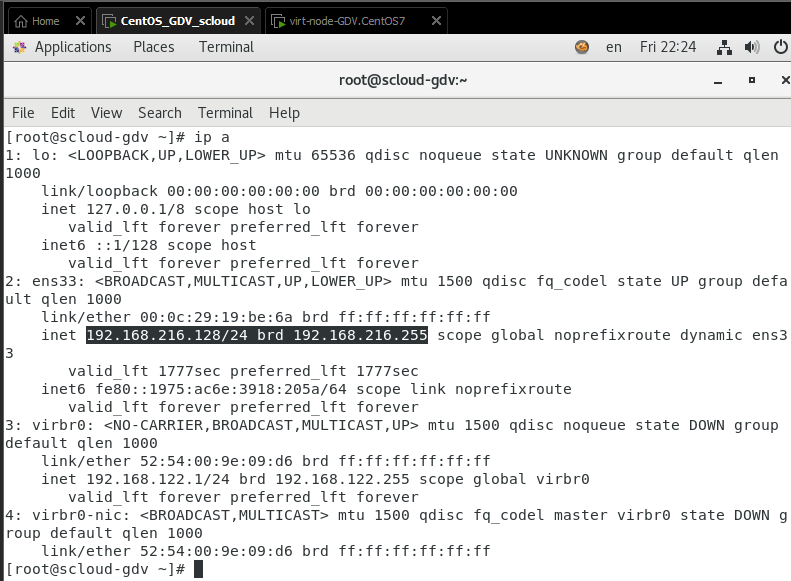 Home
CentOS_GDV_scloud
virt-node-GDV.CentOS7
Applications Places Terminal en Fri 22:24
root@scloud-gdv:~
File Edit View Search Terminal Help
[root@scloud-gdv ~]# ip a
1: lo: <LOOPBACK,UP,LOWER_UP> mtu 65536 qdisc noqueue state UNKNOWN group default qlen
1000
    link/loopback 00:00:00:00:00:00 brd 00:00:00:00:00:00
    inet 127.0.0.1/8 scope host lo
       valid_lft forever preferred_lft forever
    inet6 ::1/128 scope host
       valid_lft forever preferred_lft forever
2: ens33: <BROADCAST,MULTICAST,UP,LOWER_UP> mtu 1500 qdisc fq_codel state UP group defa
ult qlen 1000
    link/ether 00:0c:29:19:be:6a brd ff:ff:ff:ff:ff:ff
    inet 192.168.216.128/24 brd 192.168.216.255 scope global noprefixroute dynamic ens3
3
       valid_lft 1777sec preferred_lft 1777sec
    inet6 fe80::1975:ac6e:3918:205a/64 scope link noprefixroute
       valid_lft forever preferred_lft forever
3: virbr0: <NO-CARRIER,BROADCAST,MULTICAST,UP> mtu 1500 qdisc noqueue state DOWN group
default qlen 1000
    link/ether 52:54:00:9e:09:d6 brd ff:ff:ff:ff:ff:ff
    inet 192.168.122.1/24 brd 192.168.122.255 scope global virbr0
       valid_lft forever preferred_lft forever
4: virbr0-nic: <BROADCAST,MULTICAST> mtu 1500 qdisc fq_codel master virbr0 state DOWN g
roup default qlen 1000
    link/ether 52:54:00:9e:09:d6 brd ff:ff:ff:ff:ff:ff
[root@scloud-gdv ~]#